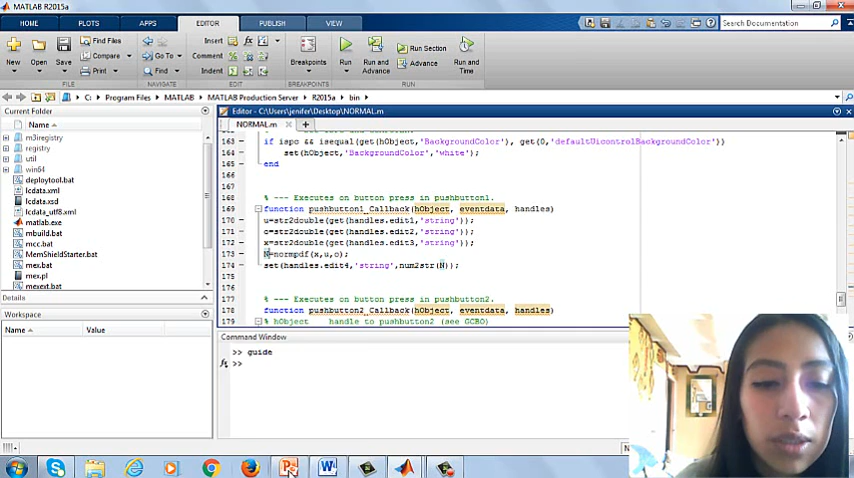 MATLAB R2015a
HOME PLOTS APPS EDITOR PUBLISH VIEW
Search Documentation
New Open Save
Find Files
Compare
Print
Go To
Find
Insert
Comment
Indent
Breakpoints
Run
Run and Advance
Run Section
Advance
Run and Time
FILE NAVIGATE EDIT BREAKPOINTS RUN
C: Program Files MATLAB MATLAB Production Server R2015a bin
Current Folder
Name
m3iregistry
registry
util
win64
deploytool.bat
lcdata.xml
lcdata.xsd
lcdata_utf8.xml
matlab.exe
mbuild.bat
mcc.bat
MemShieldStarter.bat
mex.bat
mex.pl
mexext.bat
Details
Workspace
Name Value
Editor - C:\Users\jenifer\Desktop\NORMAL.m
NORMAL.m
163 if ispc && isequal(get(hObject,'BackgroundColor'), get(0,'defaultUicontrolBackgroundColor'))
164 set(hObject,'BackgroundColor','white');
165 end
166
167
168 % --- Executes on button press in pushbutton1.
169 function pushbutton1_Callback(hObject, eventdata, handles)
170 u=str2double(get(handles.edit1,'string'));
171 o=str2double(get(handles.edit2,'string'));
172 x=str2double(get(handles.edit3,'string'));
173 N=normpdf(x,u,o);
174 set(handles.edit4,'string',num2str(N));
175
176
177 % --- Executes on button press in pushbutton2.
178 function pushbutton2_Callback(hObject, eventdata, handles)
179 % hObject handle to pushbutton2 (see GCBO)
Command Window
>> guide
fx >>